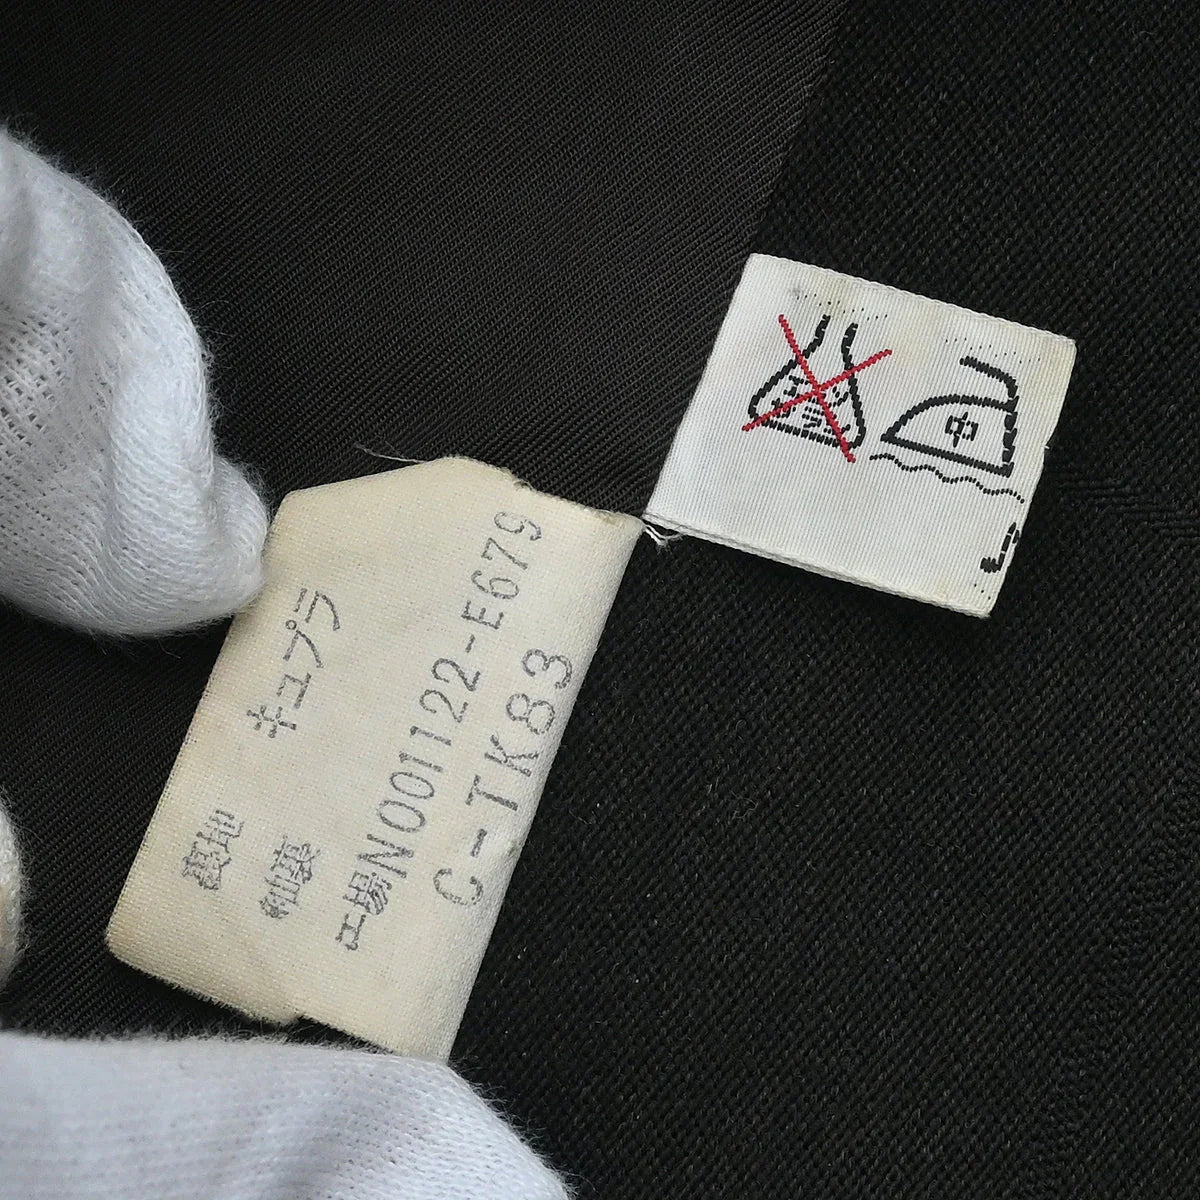 裏地 キュプラ
袖裏
工場N001122-E679
C-TK83
中